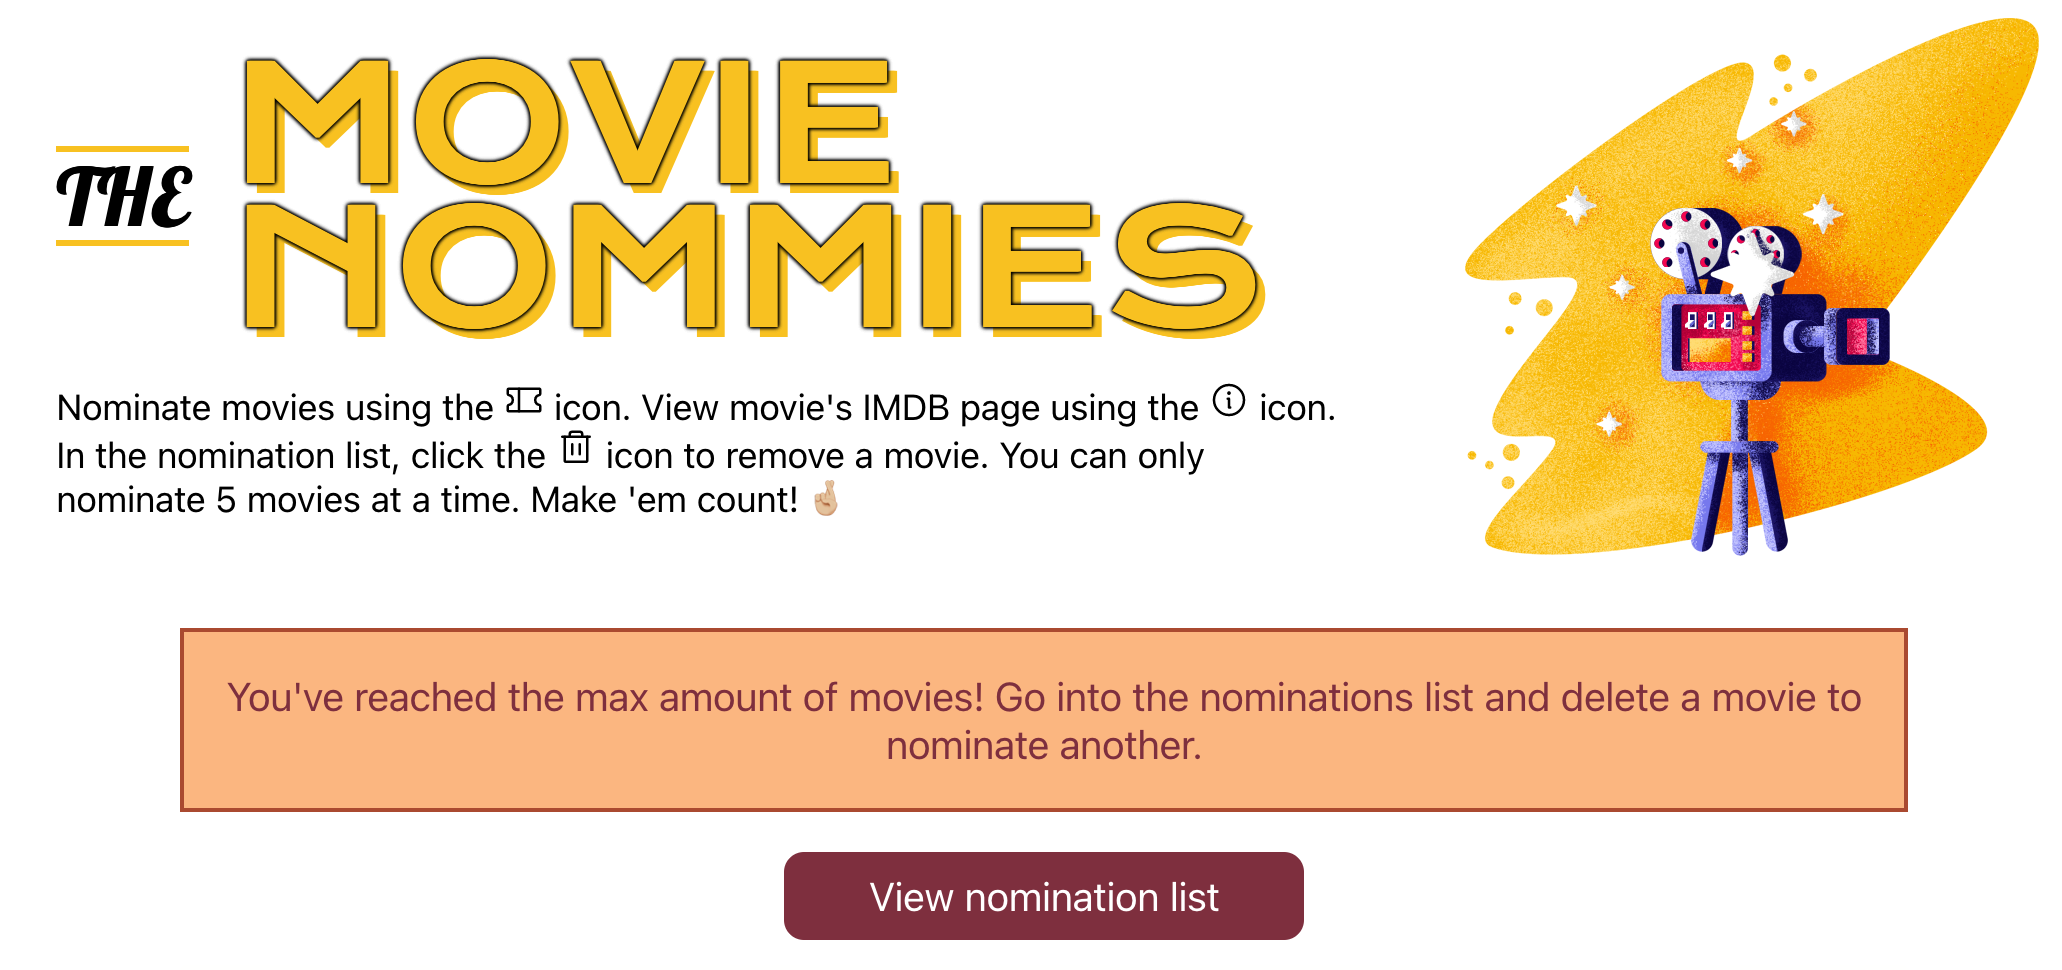 THE
MOVIE
NOMMIES
Nominate movies using the icon. View movie's IMDB page using the icon.
In the nomination list, click the icon to remove a movie. You can only
nominate 5 movies at a time. Make 'em count! 🤞🏼
You've reached the max amount of movies! Go into the nominations list and delete a movie to
nominate another.
View nomination list